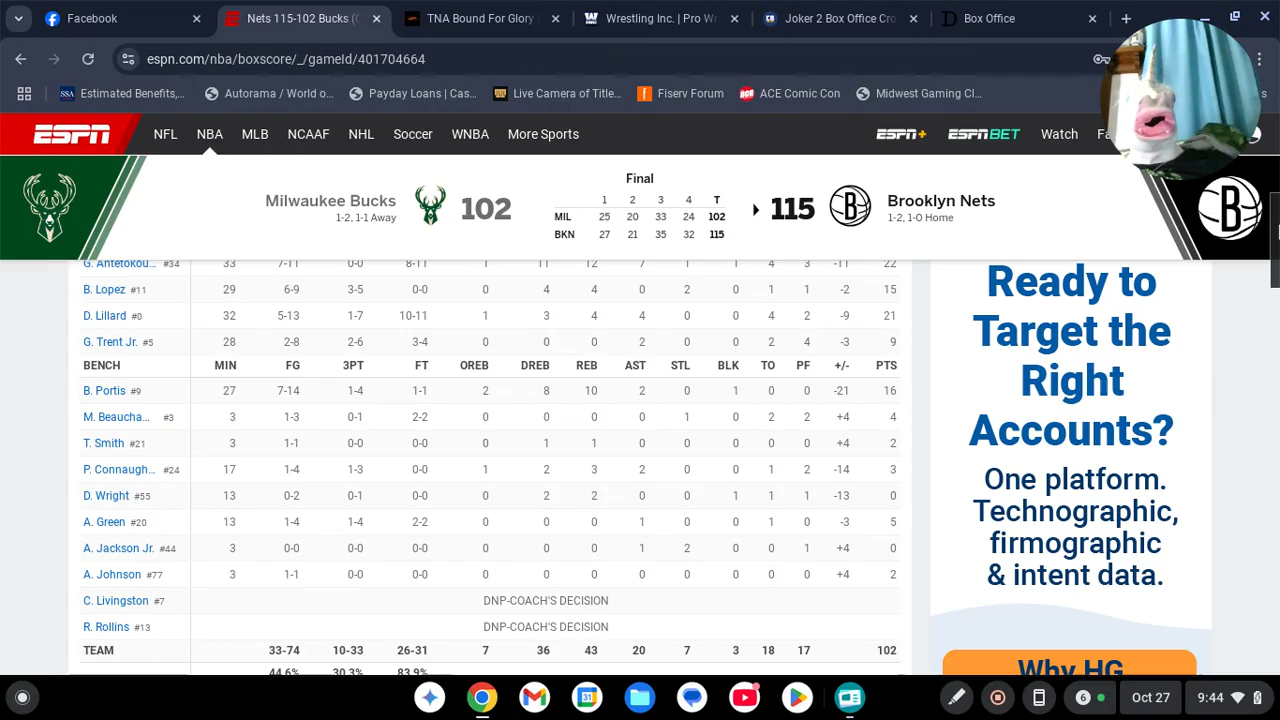 Facebook
Nets 115-102 Bucks (
TNA Bound For Glory
Wrestling Inc. | Pro W
Joker 2 Box Office Cro
Box Office
espn.com/nba/boxscore/_/gameId/401704664
SSA Estimated Benefits,...
Autorama / World o...
Payday Loans | Cas...
Live Camera of Title...
Fiserv Forum
ACE Comic Con
Midwest Gaming Cl...
ESPN NFL NBA MLB NCAAF NHL Soccer WNBA More Sports ESPN+ ESPN BET Watch
Final
Milwaukee Bucks
1-2, 1-1 Away
102
1 2 3 4 T
MIL 25 20 33 24 102
BKN 27 21 35 32 115
115
Brooklyn Nets
1-2, 1-0 Home
G. Antetokou... #34 33 7-11 0-0 8-11 1 11 12 7 1 1 4 3 -11 22
B. Lopez #11 29 6-9 3-5 0-0 0 4 4 0 2 0 1 1 -2 15
D. Lillard #0 32 5-13 1-7 10-11 1 3 4 4 0 0 4 2 -9 21
G. Trent Jr. #5 28 2-8 2-6 3-4 0 0 0 2 0 0 2 4 -3 9
BENCH MIN FG 3PT FT OREB DREB REB AST STL BLK TO PF +/- PTS
B. Portis #9 27 7-14 1-4 1-1 2 8 10 2 0 1 0 0 -21 16
M. Beaucha... #3 3 1-3 0-1 2-2 0 0 0 0 1 0 2 2 +4 4
T. Smith #21 3 1-1 0-0 0-0 0 1 1 0 0 0 0 0 +4 2
P. Connaugh... #24 17 1-4 1-3 0-0 1 2 3 2 0 0 1 2 -14 3
D. Wright #55 13 0-2 0-1 0-0 0 2 2 0 0 1 1 1 -13 0
A. Green #20 13 1-4 1-4 2-2 0 0 0 1 0 0 1 0 -3 5
A. Jackson Jr. #44 3 0-0 0-0 0-0 0 0 0 1 2 0 0 1 +4 0
A. Johnson #77 3 1-1 0-0 0-0 0 0 0 0 0 0 0 0 +4 2
C. Livingston #7 DNP-COACH'S DECISION
R. Rollins #13 DNP-COACH'S DECISION
TEAM 33-74 10-33 26-31 7 36 43 20 7 3 18 17 102
44.6% 30.3% 83.9%
Ready to
Target the
Right
Accounts?
One platform.
Technographic,
firmographic
& intent data.
Why HG
6
Oct 27
9:44